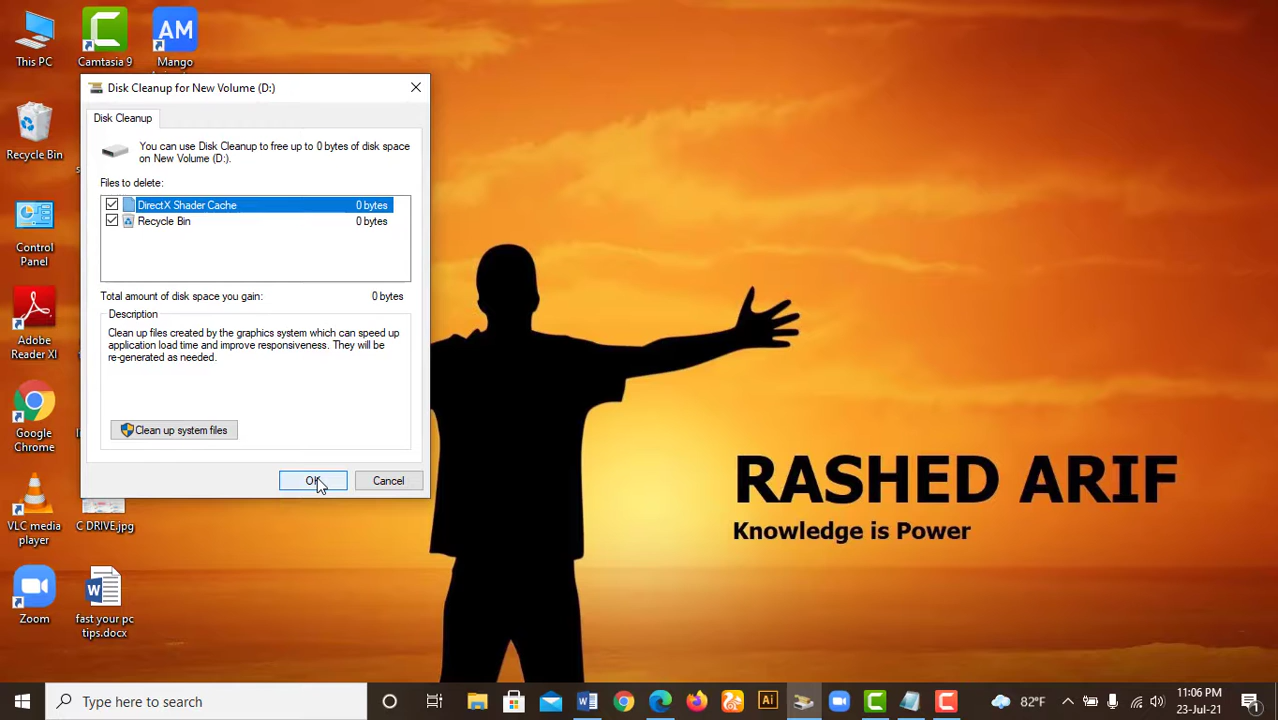 This PC
Camtasia 9
Mango
Recycle Bin
Control
Panel
Adobe
Reader XI
Google
Chrome
VLC media
player
C DRIVE.jpg
Zoom
fast your pc
tips.docx
Disk Cleanup for New Volume (D:)
Disk Cleanup
You can use Disk Cleanup to free up to 0 bytes of disk space
on New Volume (D:).
Files to delete:
DirectX Shader Cache 0 bytes
Recycle Bin 0 bytes
Total amount of disk space you gain: 0 bytes
Description
Clean up files created by the graphics system which can speed up
application load time and improve responsiveness. They will be
re-generated as needed.
Clean up system files
OK Cancel
RASHED ARIF
Knowledge is Power
Type here to search
82°F
11:06 PM
23-Jul-21